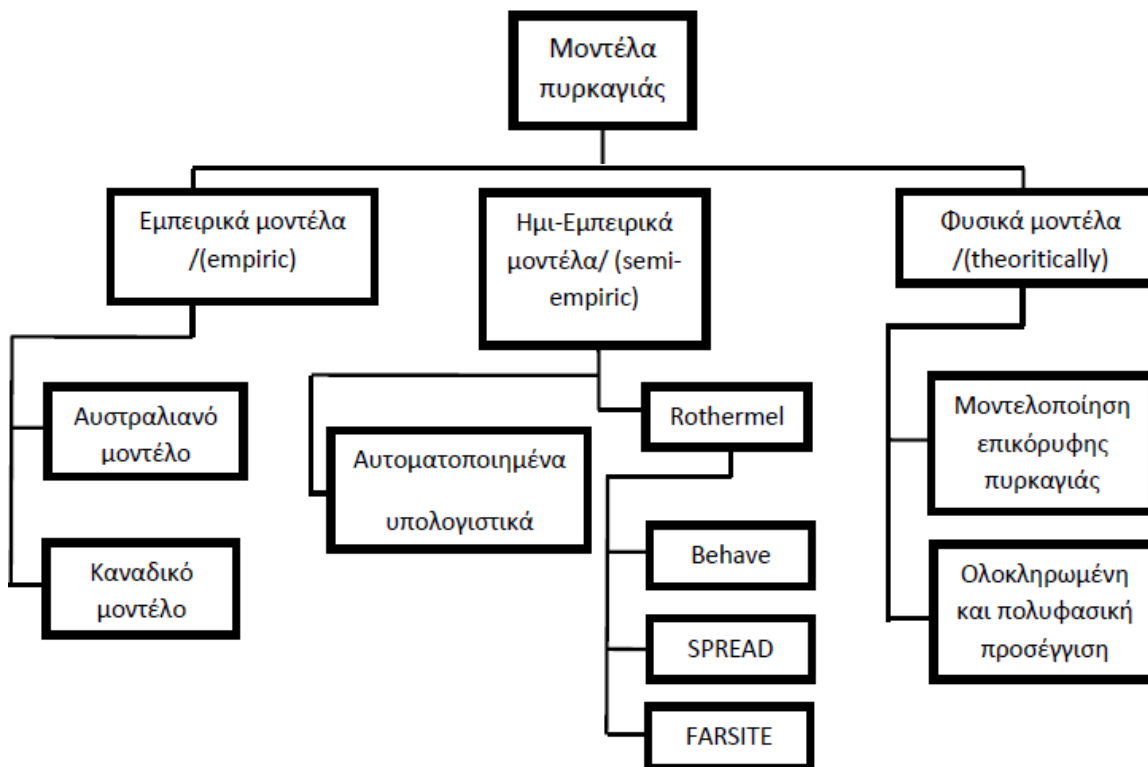 Μοντέλα
πυρκαγιάς
Εμπειρικά μοντέλα
/(empiric)
Ημι-Εμπειρικά
μοντέλα/ (semi-
empiric)
Φυσικά μοντέλα
/(theoritically)
Αυστραλιανό
μοντέλο
Καναδικό
μοντέλο
Αυτοματοποιημένα
υπολογιστικά
Rothermel
Behave
SPREAD
FARSITE
Μοντελοποίηση
επικόρυφης
πυρκαγιάς
Ολοκληρωμένη
και πολυφασική
προσέγγιση